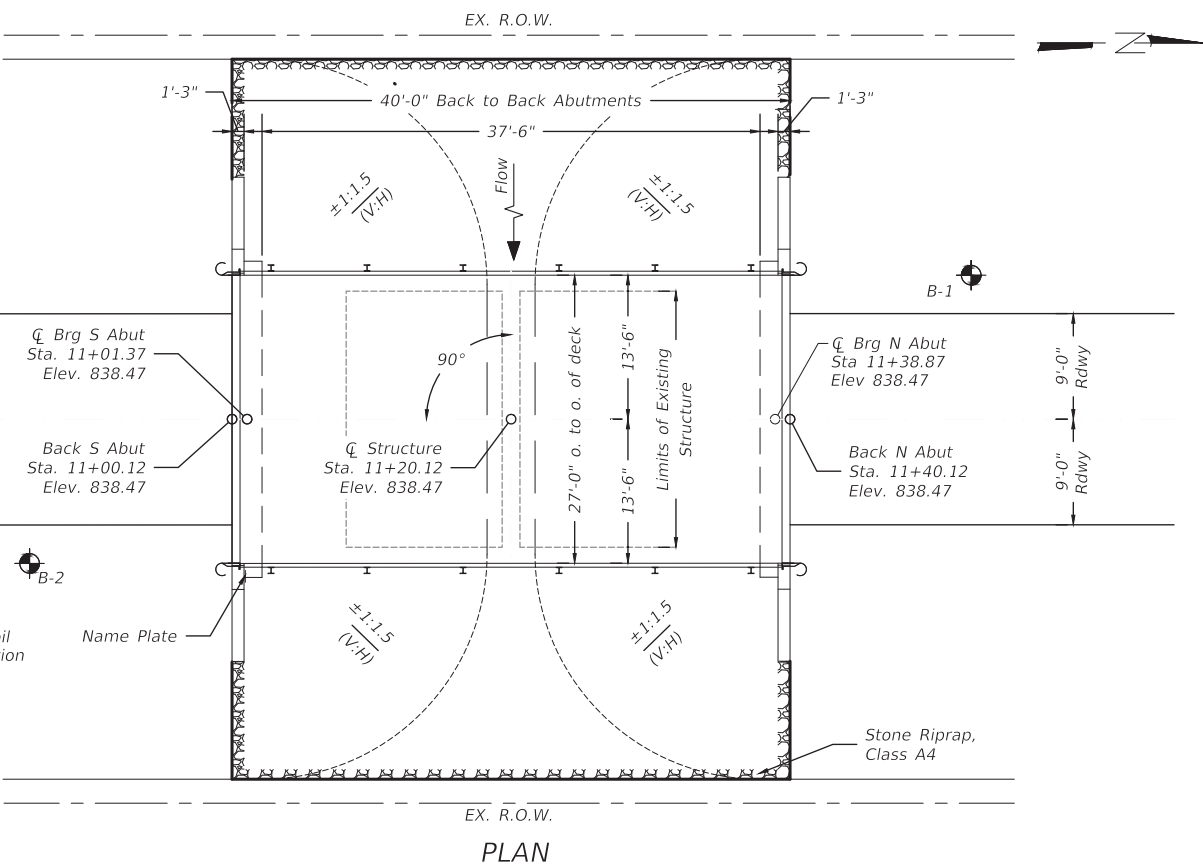 EX. R.O.W.
N
1'-3"
40'-0" Back to Back Abutments
1'-3"
37'-6"
Flow
±1:1.5
(V:H)
±1:1.5
(V:H)
B-1
℄ Brg S Abut
Sta. 11+01.37
Elev. 838.47
90°
27'-0" o. to o. of deck
13'-6"
13'-6"
Limits of Existing
Structure
℄ Brg N Abut
Sta 11+38.87
Elev 838.47
9'-0"
Rdwy
9'-0"
Rdwy
Back S Abut
Sta. 11+00.12
Elev. 838.47
℄ Structure
Sta. 11+20.12
Elev. 838.47
Back N Abut
Sta. 11+40.12
Elev. 838.47
B-2
Name Plate
±1:1.5
(V:H)
±1:1.5
(V:H)
Stone Riprap,
Class A4
EX. R.O.W.
PLAN